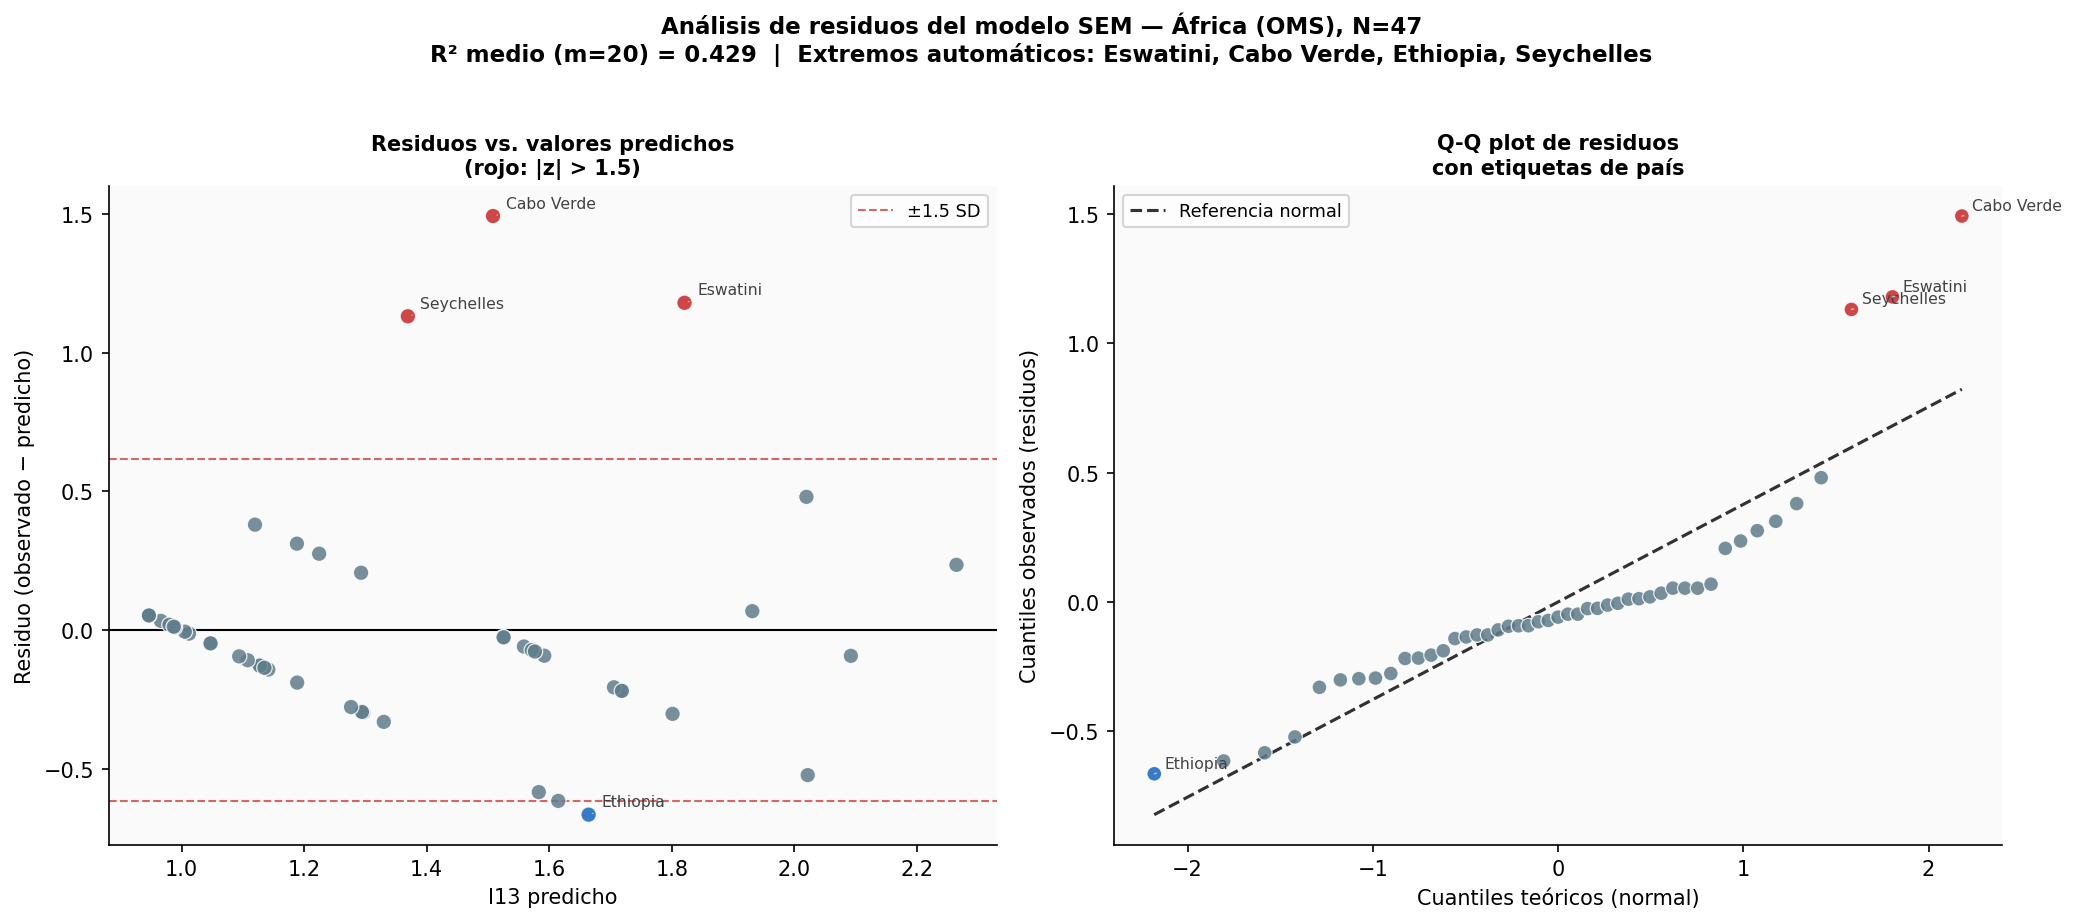 Análisis de residuos del modelo SEM — África (OMS), N=47
R² medio (m=20) = 0.429 | Extremos automáticos: Eswatini, Cabo Verde, Ethiopia, Seychelles
Residuos vs. valores predichos
(rojo: |z| > 1.5)
±1.5 SD
Cabo Verde
Eswatini
Seychelles
Ethiopia
1.5
1.0
0.5
0.0
−0.5
Residuo (observado − predicho)
1.0 1.2 1.4 1.6 1.8 2.0 2.2
I13 predicho
Q-Q plot de residuos
con etiquetas de país
Referencia normal
Cabo Verde
Eswatini
Seychelles
Ethiopia
1.5
1.0
0.5
0.0
−0.5
Cuantiles observados (residuos)
−2 −1 0 1 2
Cuantiles teóricos (normal)